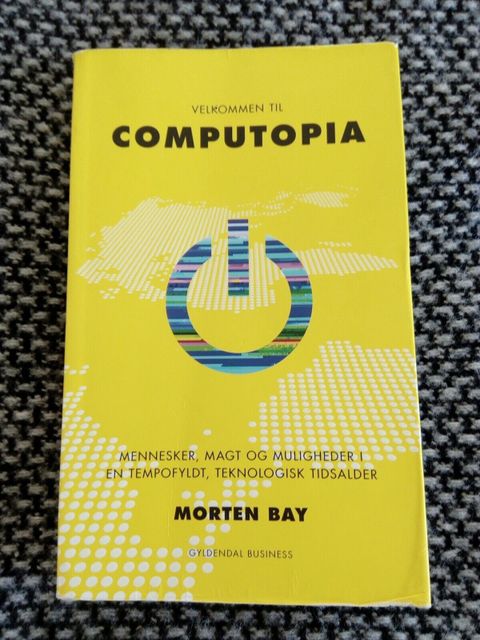 VELKOMMEN TIL
COMPUTOPIA
MENNESKER, MAGT OG MULIGHEDER I
EN TEMPOFYLDT, TEKNOLOGISK TIDSALDER
MORTEN BAY
GYLDENDAL BUSINESS